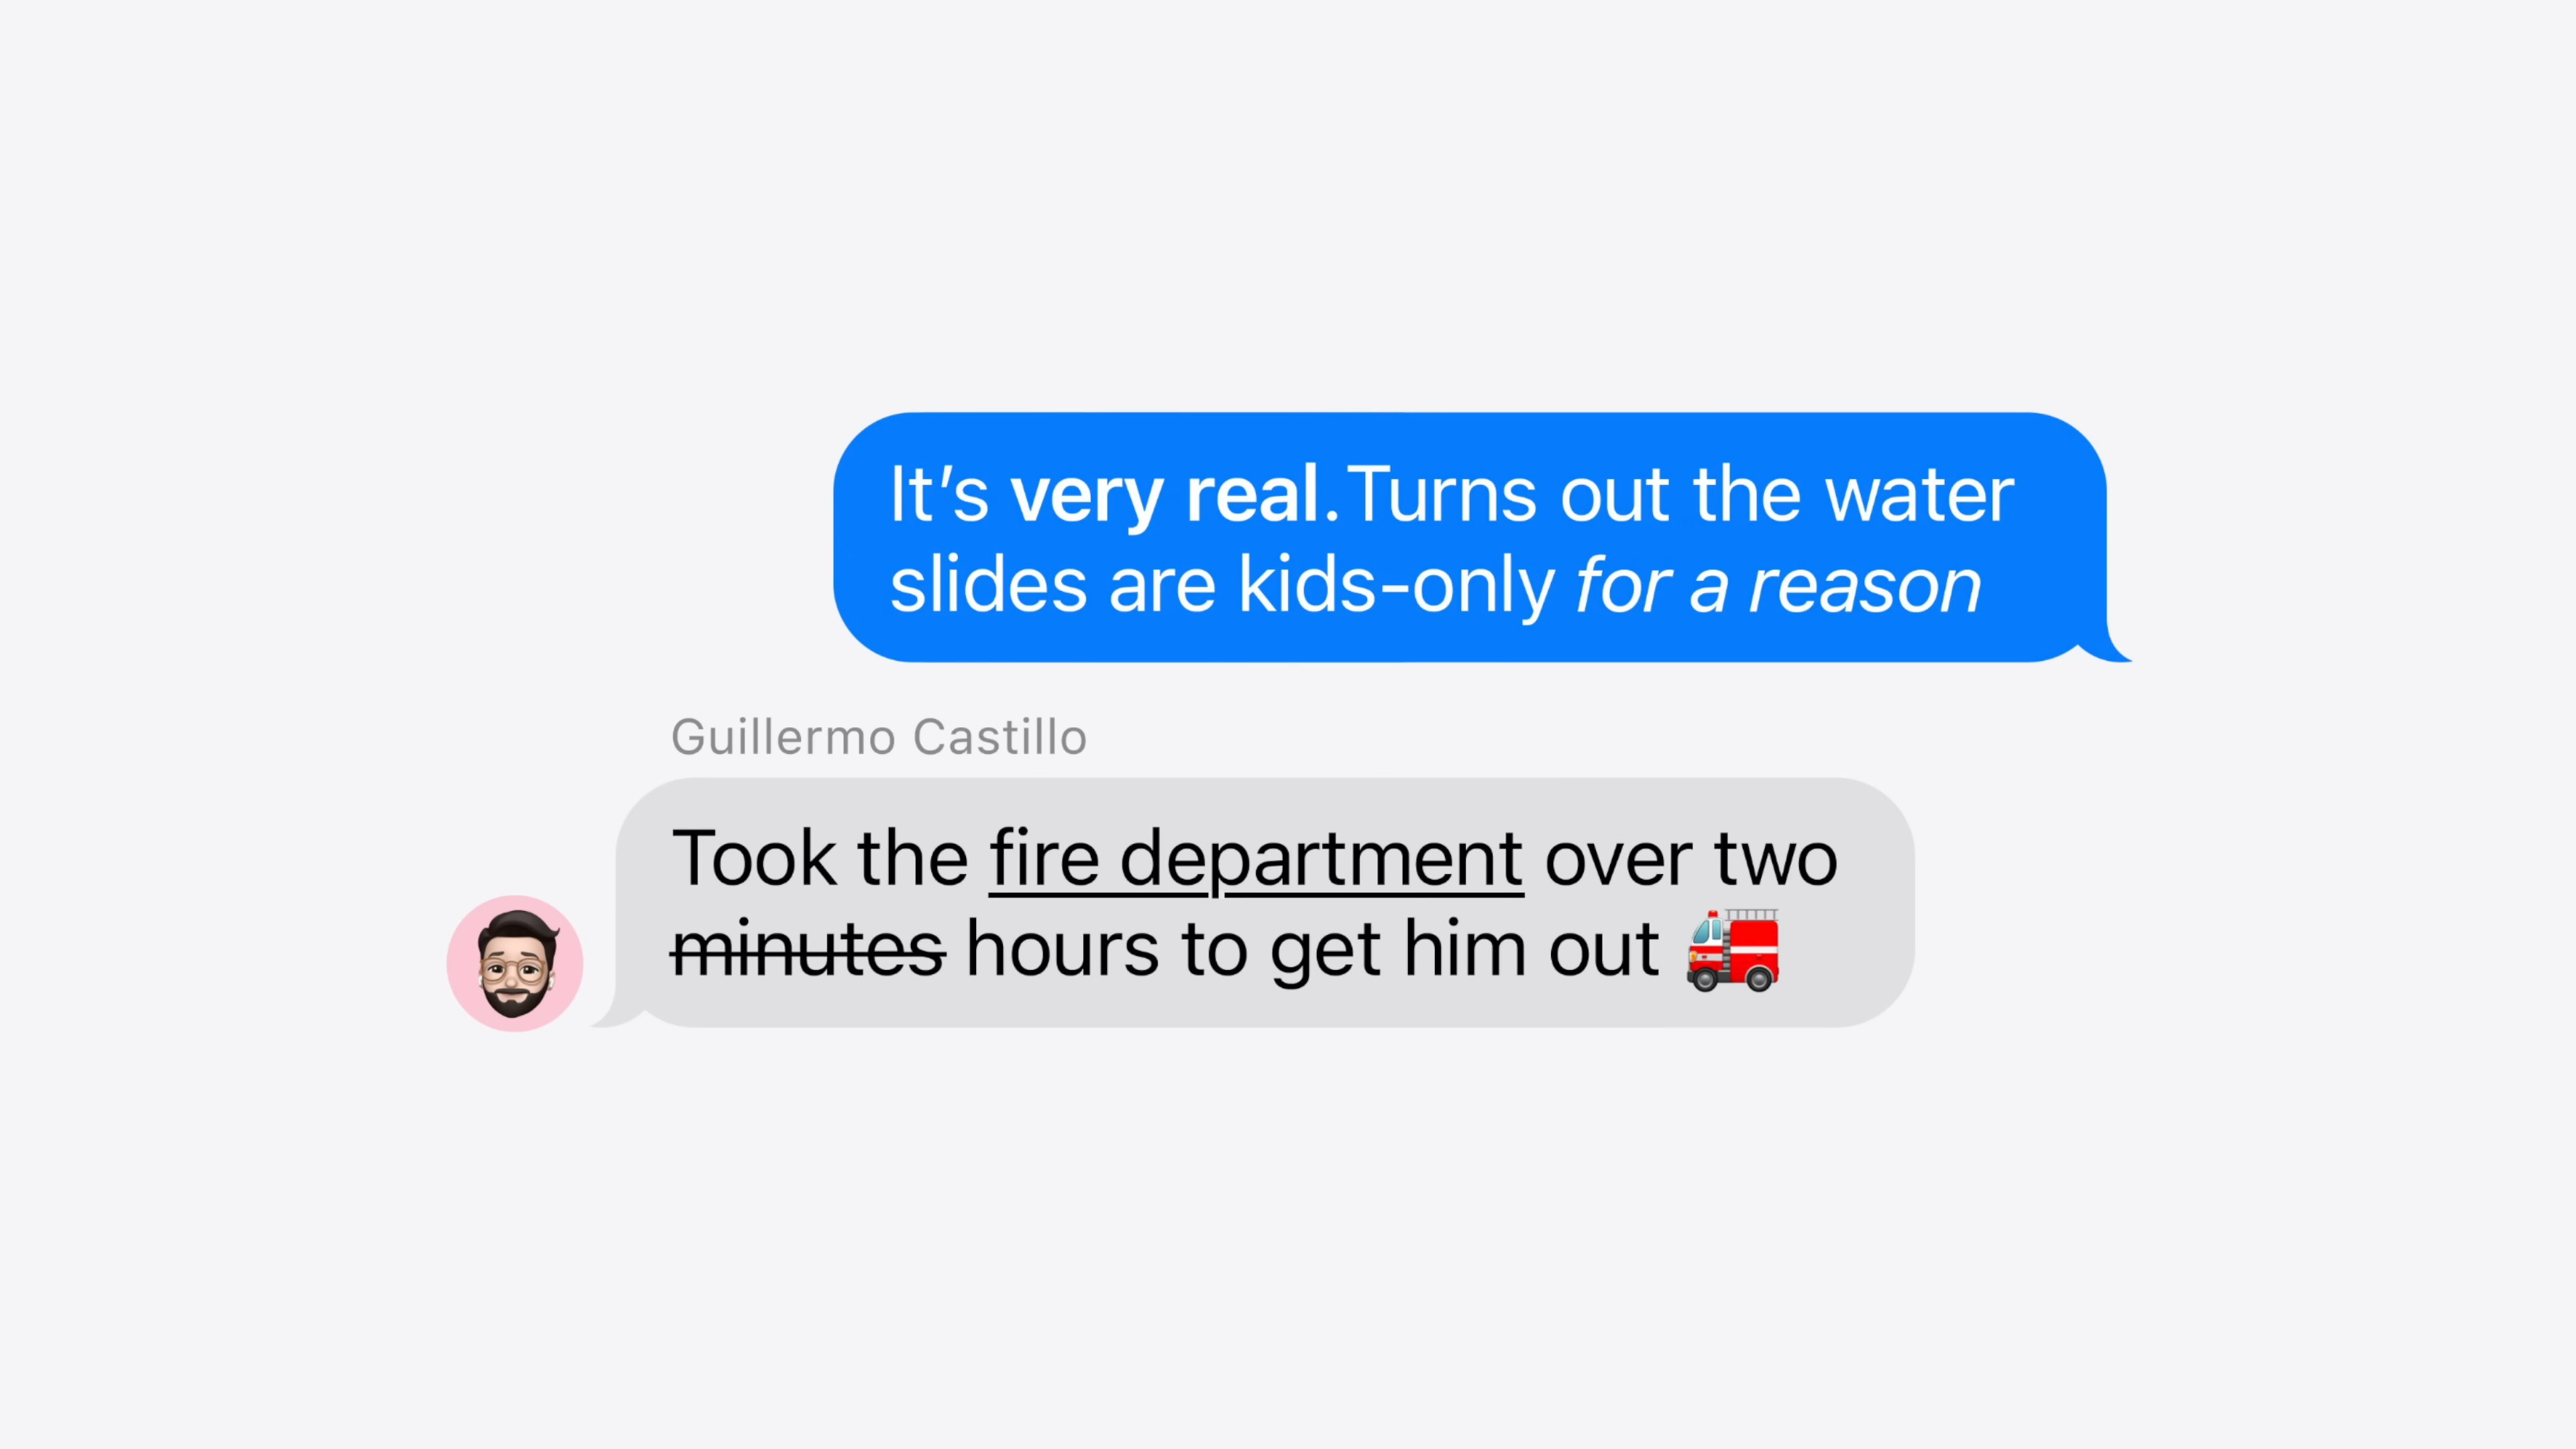 It’s very real.Turns out the water
slides are kids-only for a reason
Guillermo Castillo
Took the fire department over two
minutes hours to get him out 🚒